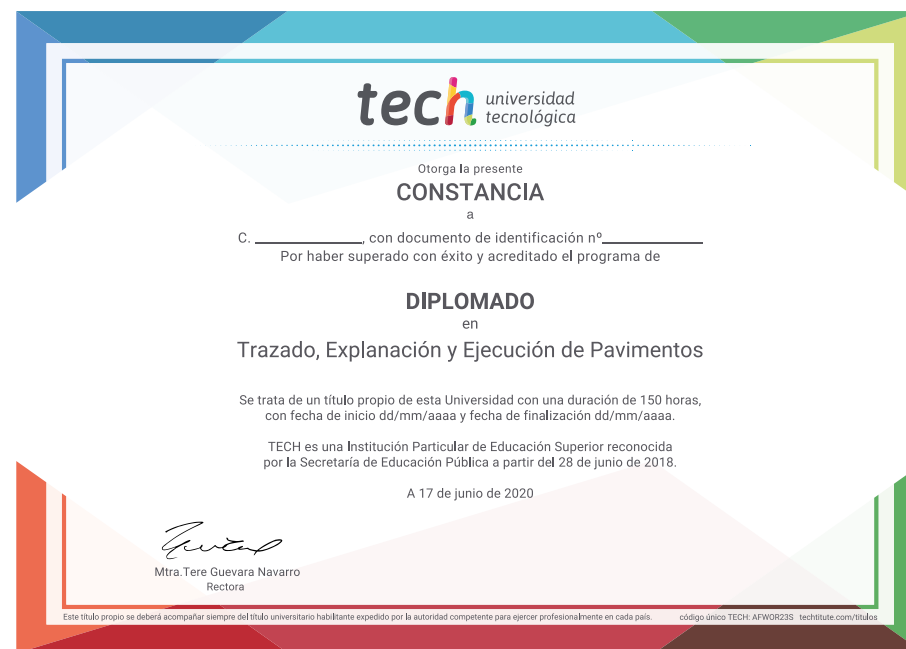 tech universidad
tecnológica
Otorga la presente
CONSTANCIA
a
C. ____________, con documento de identificación nº____________
Por haber superado con éxito y acreditado el programa de
DIPLOMADO
en
Trazado, Explanación y Ejecución de Pavimentos
Se trata de un título propio de esta Universidad con una duración de 150 horas,
con fecha de inicio dd/mm/aaaa y fecha de finalización dd/mm/aaaa.
TECH es una Institución Particular de Educación Superior reconocida
por la Secretaría de Educación Pública a partir del 28 de junio de 2018.
A 17 de junio de 2020
Mtra.Tere Guevara Navarro
Rectora
Este título propio se deberá acompañar siempre del título universitario habilitante expedido por la autoridad competente para ejercer profesionalmente en cada país. código único TECH: AFWOR23S techtitute.com/titulos